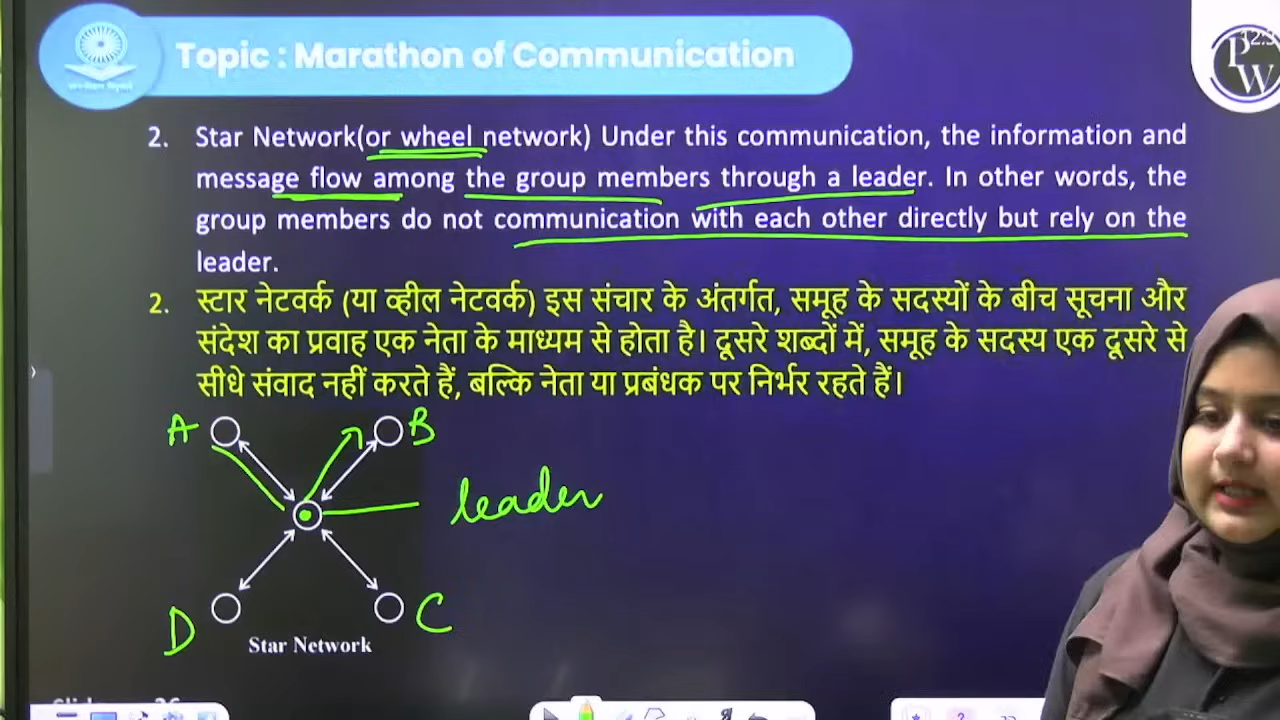 Topic : Marathon of Communication
PW
2. Star Network(or wheel network) Under this communication, the information and
message flow among the group members through a leader. In other words, the
group members do not communication with each other directly but rely on the
leader.
2. स्टार नेटवर्क (या व्हील नेटवर्क) इस संचार के अंतर्गत, समूह के सदस्यों के बीच सूचना और
संदेश का प्रवाह एक नेता के माध्यम से होता है। दूसरे शब्दों में, समूह के सदस्य एक दूसरे से
सीधे संवाद नहीं करते हैं, बल्कि नेता या प्रबंधक पर निर्भर रहते हैं।
A B
leader
D C
Star Network